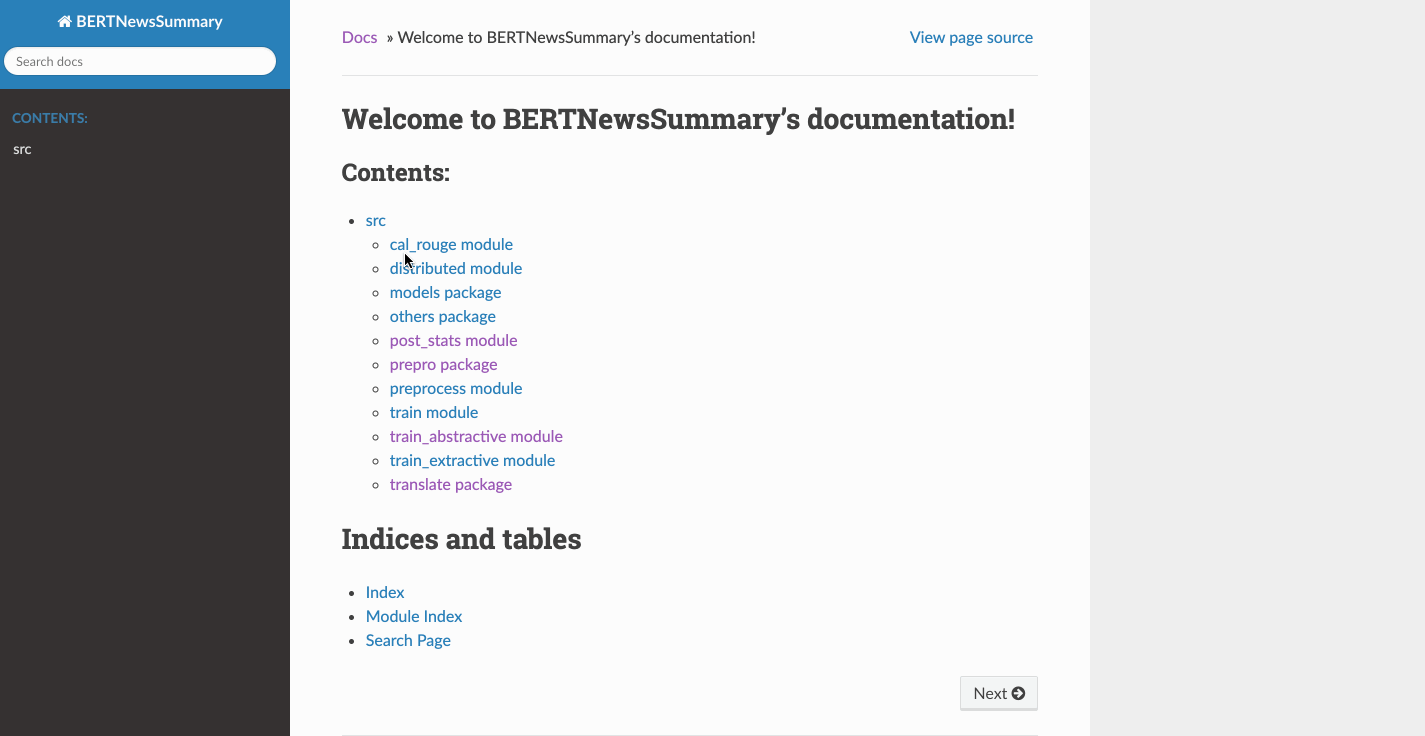 BERTNewsSummary
Search docs
CONTENTS:
src
Docs » Welcome to BERTNewsSummary’s documentation!
View page source
Welcome to BERTNewsSummary’s documentation!
Contents:
src
cal_rouge module
distributed module
models package
others package
post_stats module
prepro package
preprocess module
train module
train_abstractive module
train_extractive module
translate package
Indices and tables
Index
Module Index
Search Page
Next